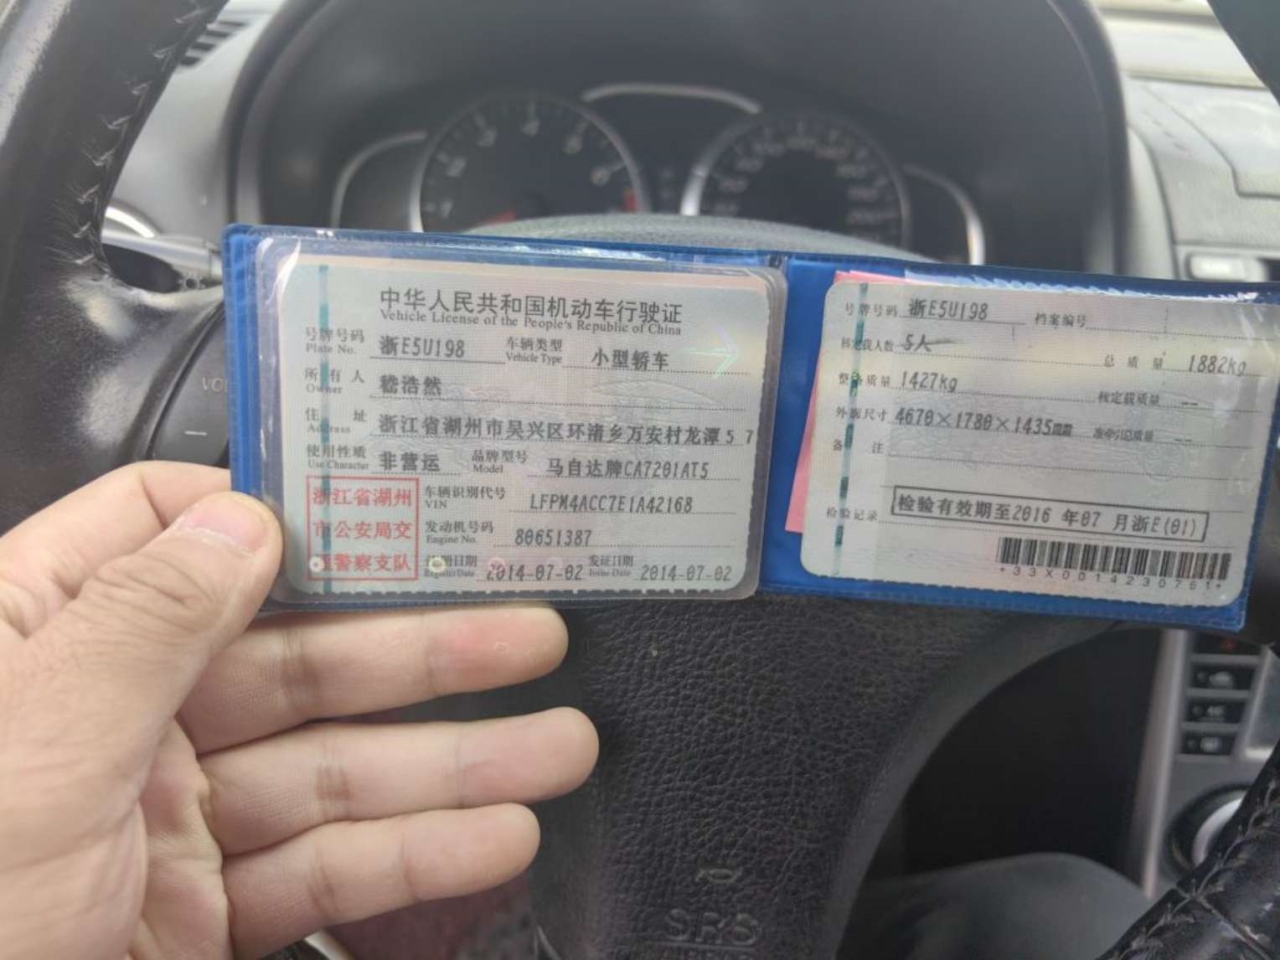 中华人民共和国机动车行驶证
Vehicle License of the People's Republic of China
号牌号码 浙E5U198 车辆类型 小型轿车
Plate No. Vehicle Type
所有人 嵇浩然
Owner
住址 浙江省湖州市吴兴区环渚乡万安村龙潭57
Address
使用性质 非营运 品牌型号 马自达牌CA7201AT5
Use Character Model
浙江省湖州
市公安局交
警察支队
车辆识别代号 LFPM4ACC7E1A42168
VIN
发动机号码 80651387
Engine No.
日期 2014-07-02 发证日期 2014-07-02
Register Date Issue Date
号牌号码 浙E5U198 档案编号
核定载人数 5人 总质量 1882kg
整备质量 1427kg 核定载质量 --
外廓尺寸 4670×1780×1435mm 准牵引总质量 --
备注
检验记录 检验有效期至2016年07月浙E(01)
*33X0014230761*
SRS